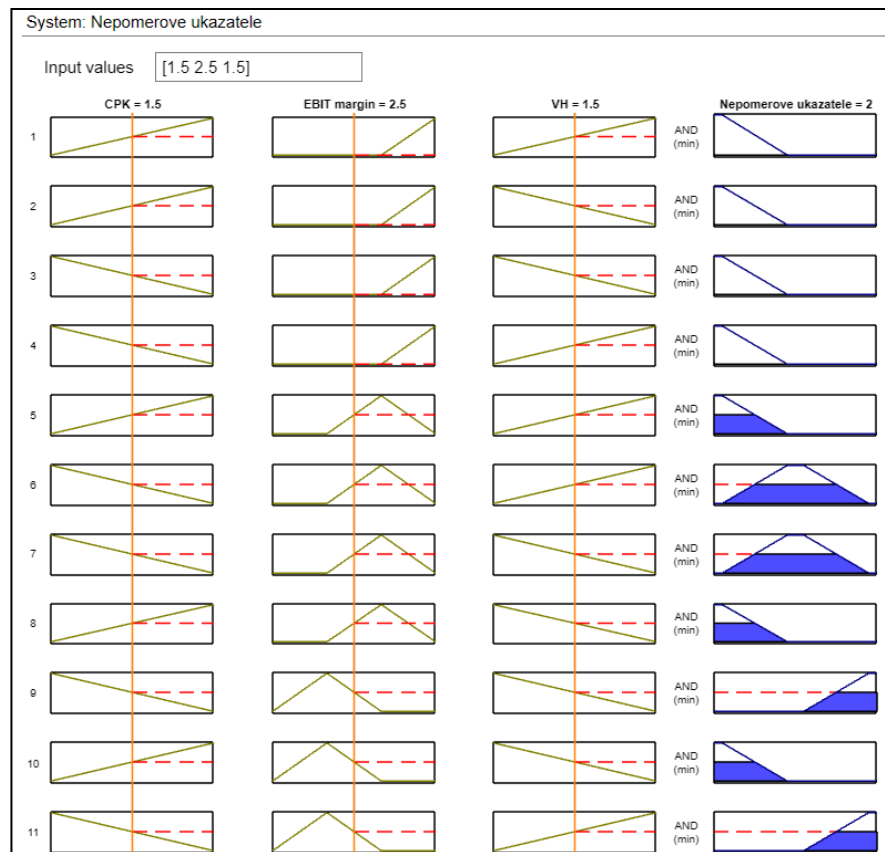 System: Nepomerove ukazatele
Input values [1.5 2.5 1.5]
CPK = 1.5 EBIT margin = 2.5 VH = 1.5 Nepomerove ukazatele = 2
1 AND
(min)
2 AND
(min)
3 AND
(min)
4 AND
(min)
5 AND
(min)
6 AND
(min)
7 AND
(min)
8 AND
(min)
9 AND
(min)
10 AND
(min)
11 AND
(min)